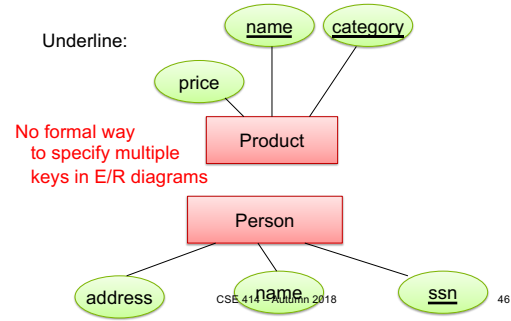 Underline:
name
category
price
No formal way
to specify multiple
keys in E/R diagrams
Product
Person
address
name
ssn
CSE 414 – Autumn 2018
46